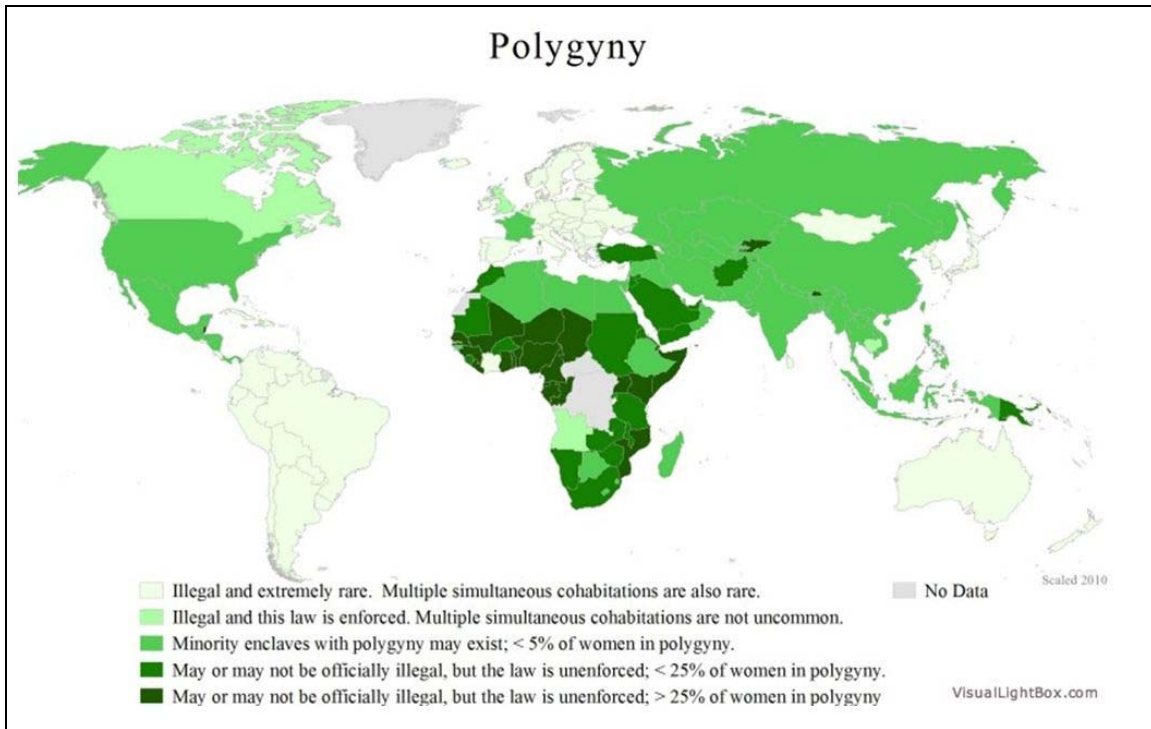 Polygyny
Scaled 2010
Illegal and extremely rare. Multiple simultaneous cohabitations are also rare.
No Data
Illegal and this law is enforced. Multiple simultaneous cohabitations are not uncommon.
Minority enclaves with polygyny may exist; < 5% of women in polygyny.
May or may not be officially illegal, but the law is unenforced; < 25% of women in polygyny.
May or may not be officially illegal, but the law is unenforced; > 25% of women in polygyny
VisualLightBox.com